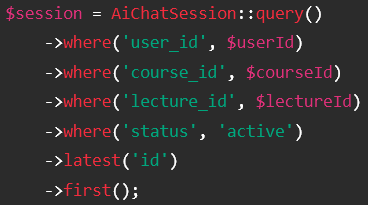 $session = AiChatSession::query()
    ->where('user_id', $userId)
    ->where('course_id', $courseId)
    ->where('lecture_id', $lectureId)
    ->where('status', 'active')
    ->latest('id')
    ->first();